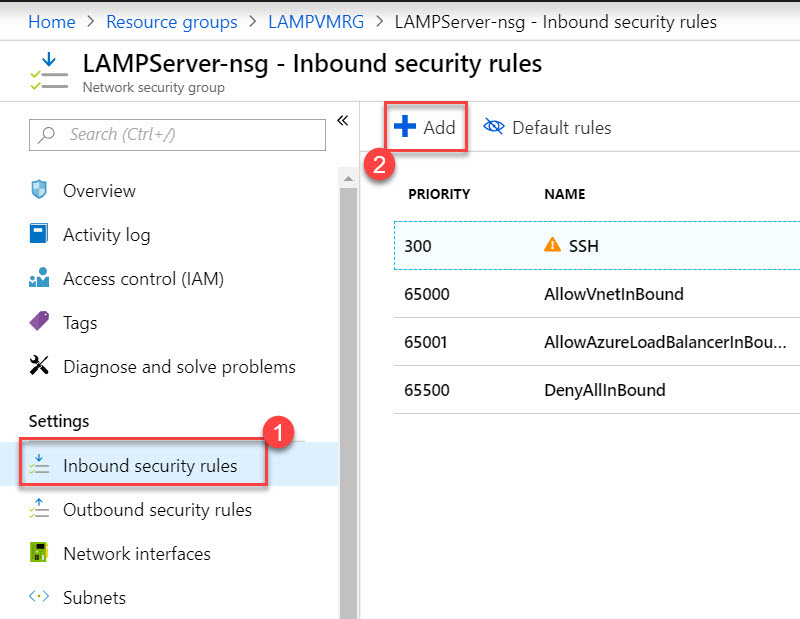 Home > Resource groups > LAMPVMRG > LAMPServer-nsg - Inbound security rules
LAMPServer-nsg - Inbound security rules
Network security group
Search (Ctrl+/)
«
Overview
Activity log
Access control (IAM)
Tags
Diagnose and solve problems
Settings
1
Inbound security rules
Outbound security rules
Network interfaces
Subnets
Add
Default rules
2
PRIORITY NAME
300 SSH
65000 AllowVnetInBound
65001 AllowAzureLoadBalancerInBou...
65500 DenyAllInBound